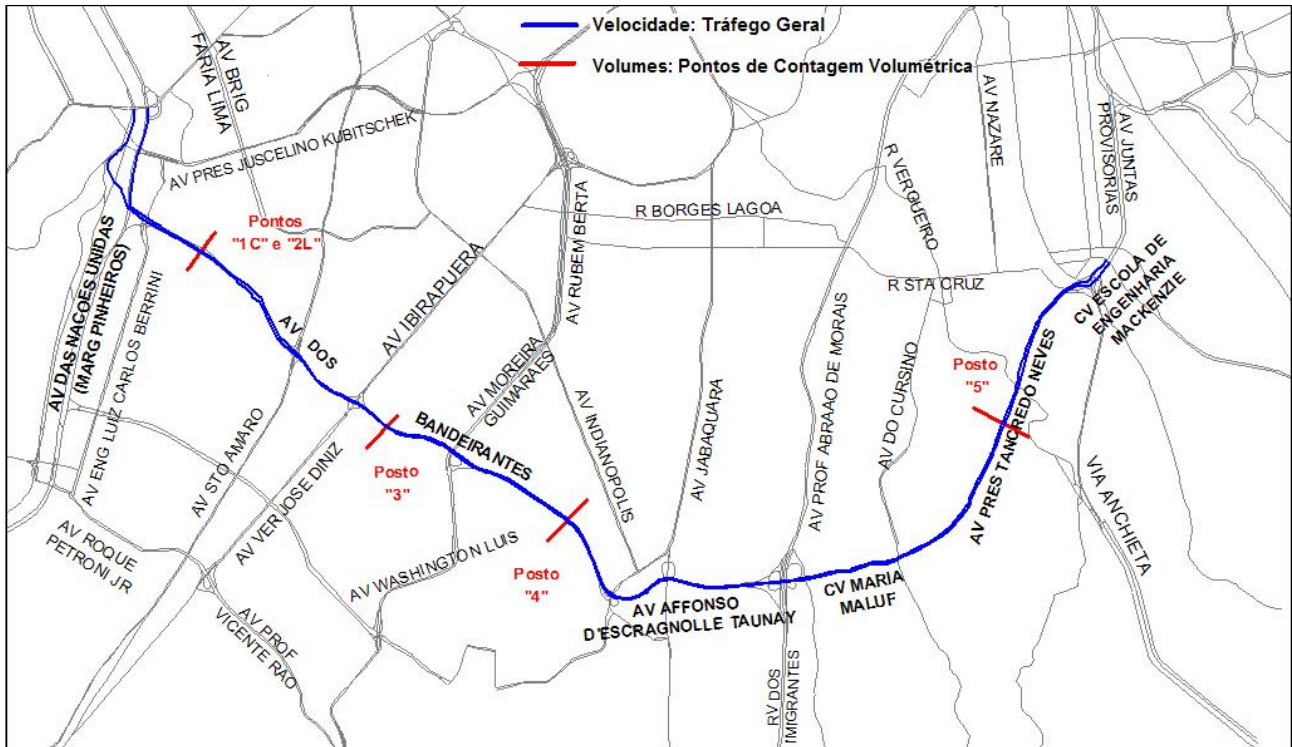 Velocidade: Tráfego Geral
Volumes: Pontos de Contagem Volumétrica
AV BRIG
FARIA LIMA
AV PRES JUSCELINO KUBITSCHEK
AV NAZARE
AV JUNTAS
PROVISORIAS
R VERGUEIRO
R BORGES LAGOA
AV RUBEM BERTA
Pontos
"1C" e "2L"
AV DAS NACOES UNIDAS
(MARG PINHEIROS)
AV ENG LUIZ CARLOS BERRINI
AV IBIRAPUERA
R STA CRUZ
CV ESCOLA DE
ENGENHARIA
MACKENZIE
AV DOS
BANDEIRANTES
AV MOREIRA
GUIMARAES
AV INDIANOPOLIS
AV JABAQUARA
AV PROF ABRAAO DE MORAIS
AV DO CURSINO
Posto
"5"
AV PRES TANCREDO NEVES
VIA ANCHIETA
AV STO AMARO
AV VER JOSE DINIZ
Posto
"3"
AV ROQUE
PETRONI JR
AV WASHINGTON LUIS
Posto
"4"
AV AFFONSO
D'ESCRAGNOLLE TAUNAY
CV MARIA
MALUF
AV PROF
VICENTE RAO
RV DOS
IMIGRANTES